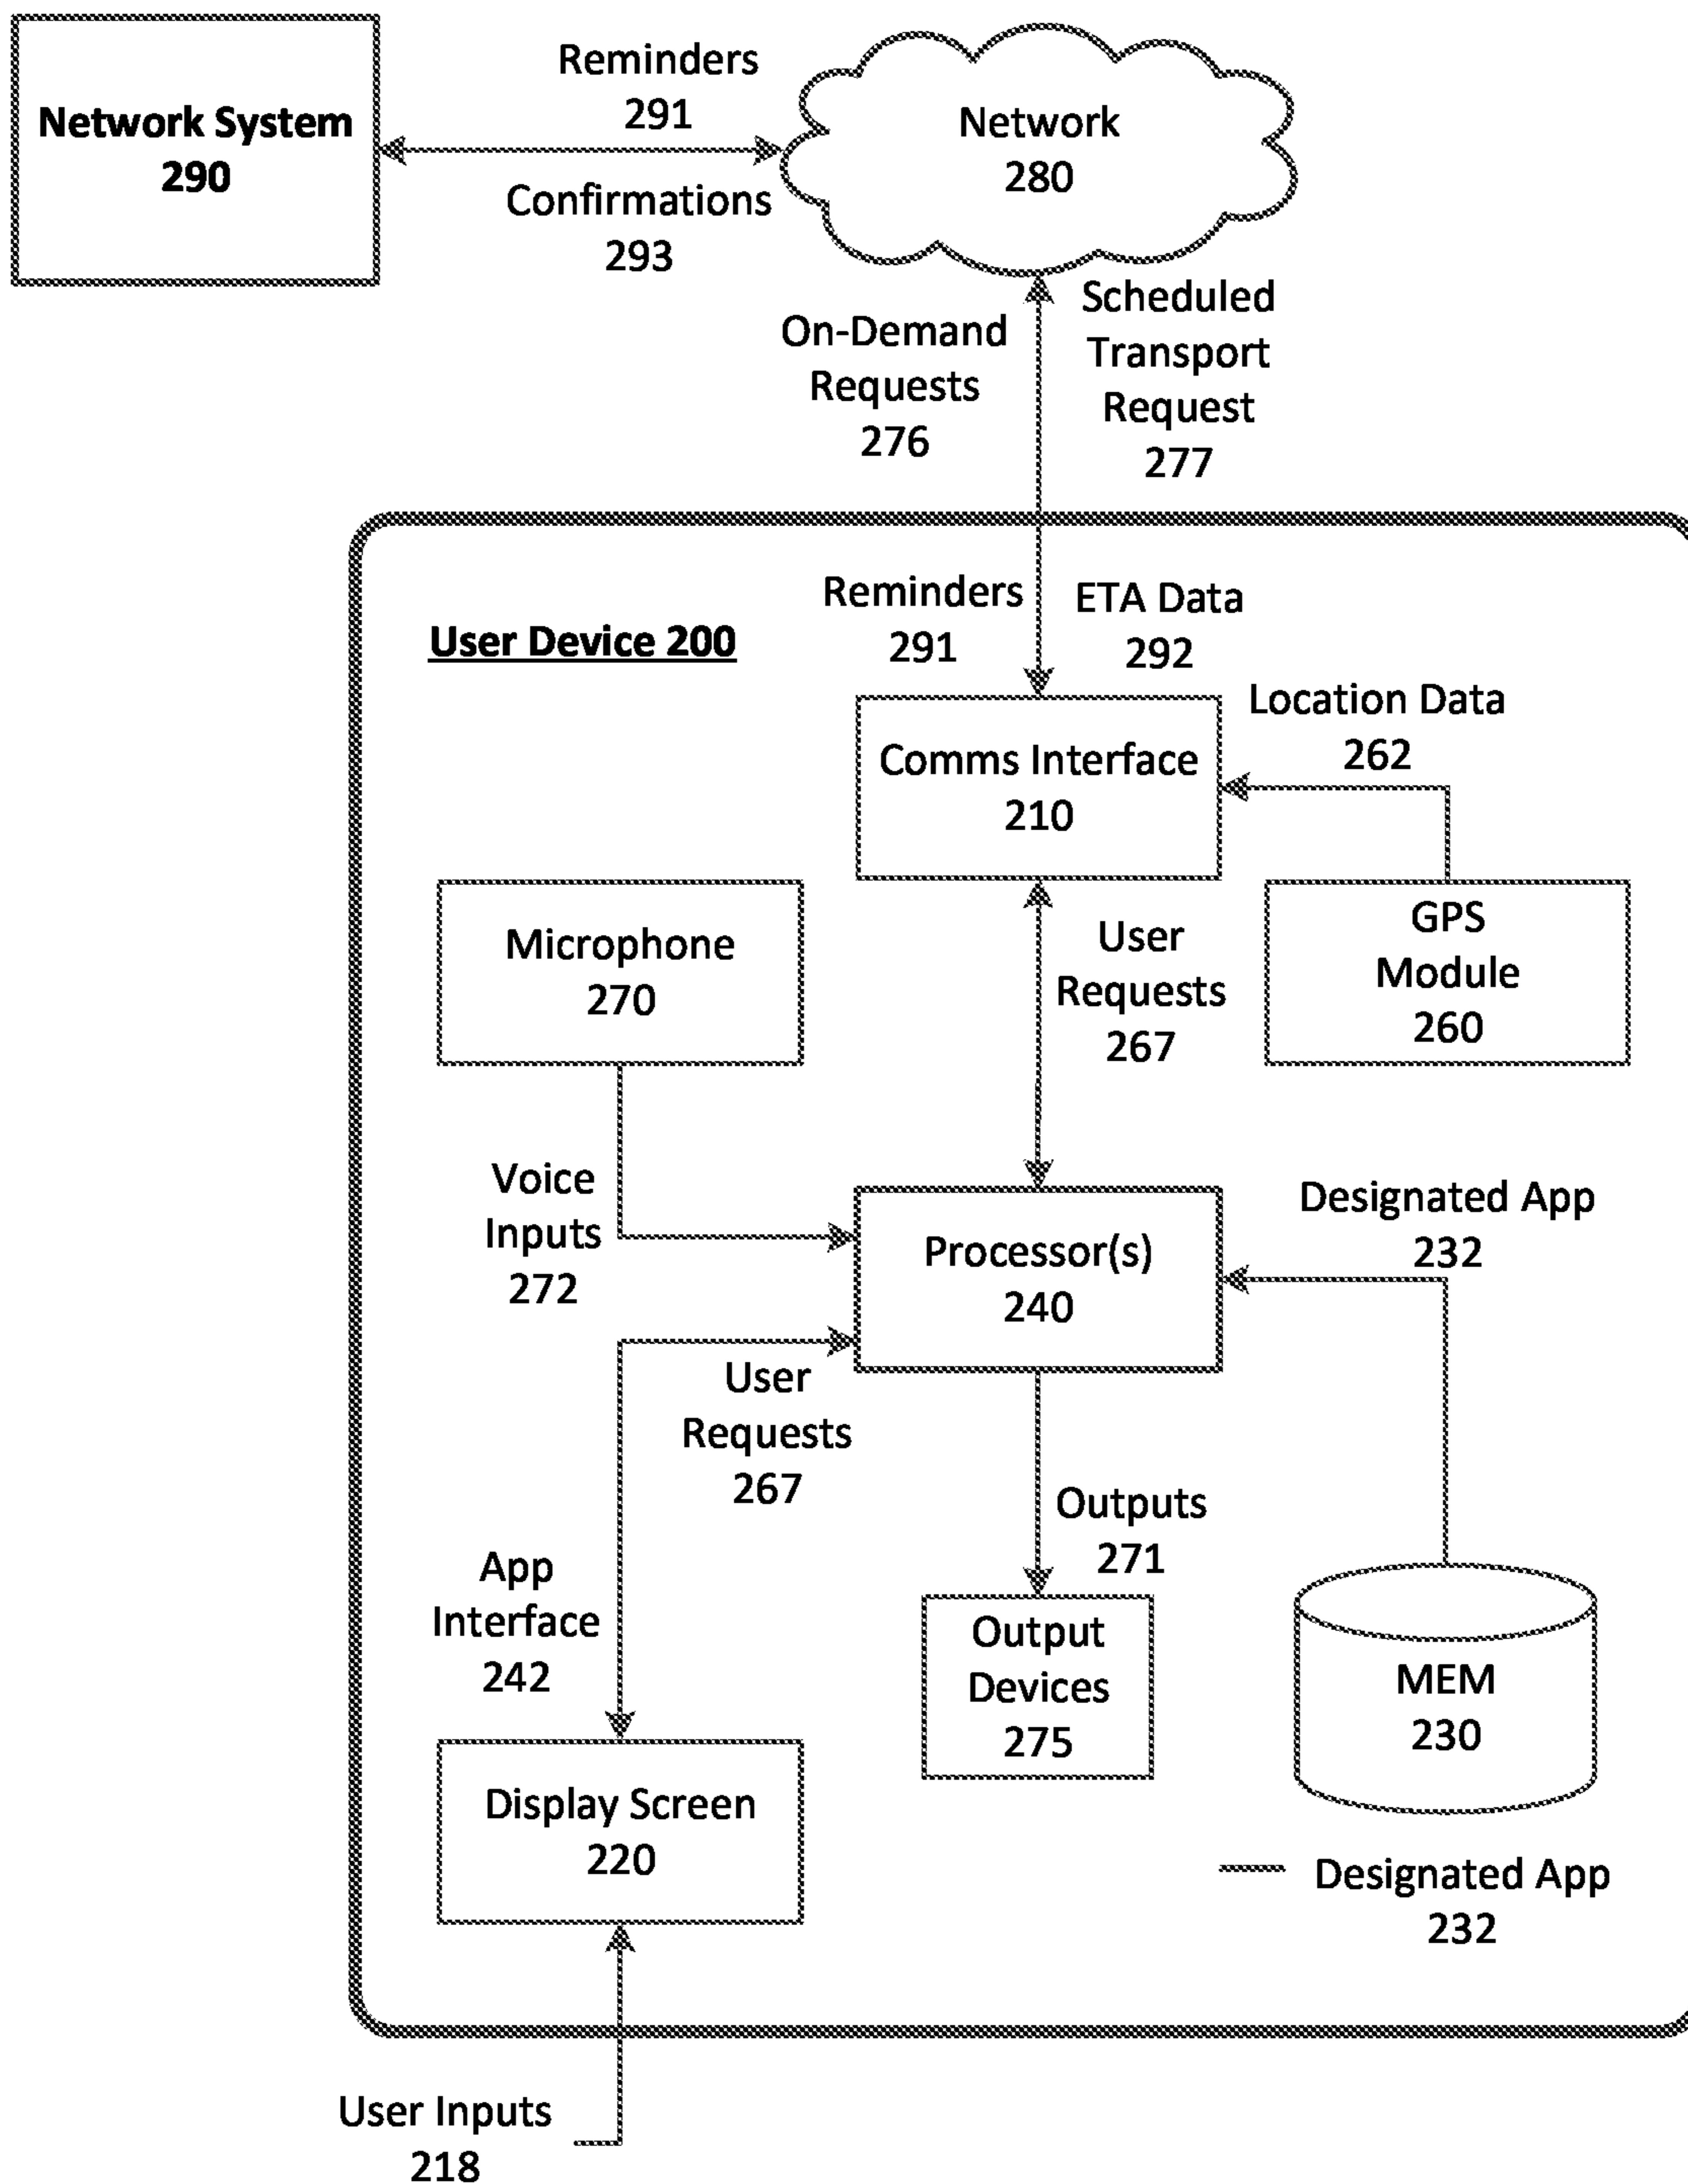 Network System
290
Reminders
291
Confirmations
293
Network
280
On-Demand
Requests
276
Scheduled
Transport
Request
277
User Device 200
Reminders
291
ETA Data
292
Location Data
262
Comms Interface
210
Microphone
270
User
Requests
267
GPS
Module
260
Voice
Inputs
272
Processor(s)
240
Designated App
232
User
Requests
267
Outputs
271
App
Interface
242
Output
Devices
275
MEM
230
Display Screen
220
Designated App
232
User Inputs
218